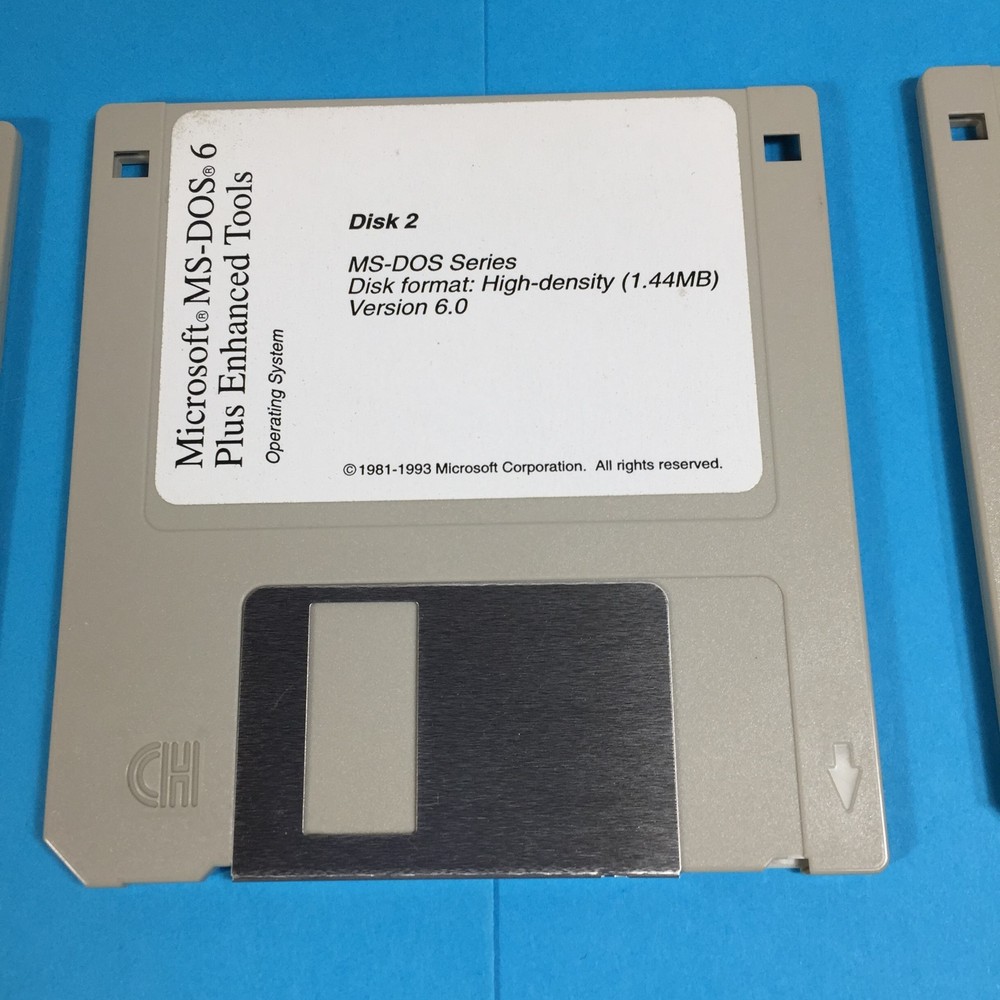 Microsoft® MS-DOS® 6
Plus Enhanced Tools
Operating System
Disk 2
MS-DOS Series
Disk format: High-density (1.44MB)
Version 6.0
©1981-1993 Microsoft Corporation. All rights reserved.
CH